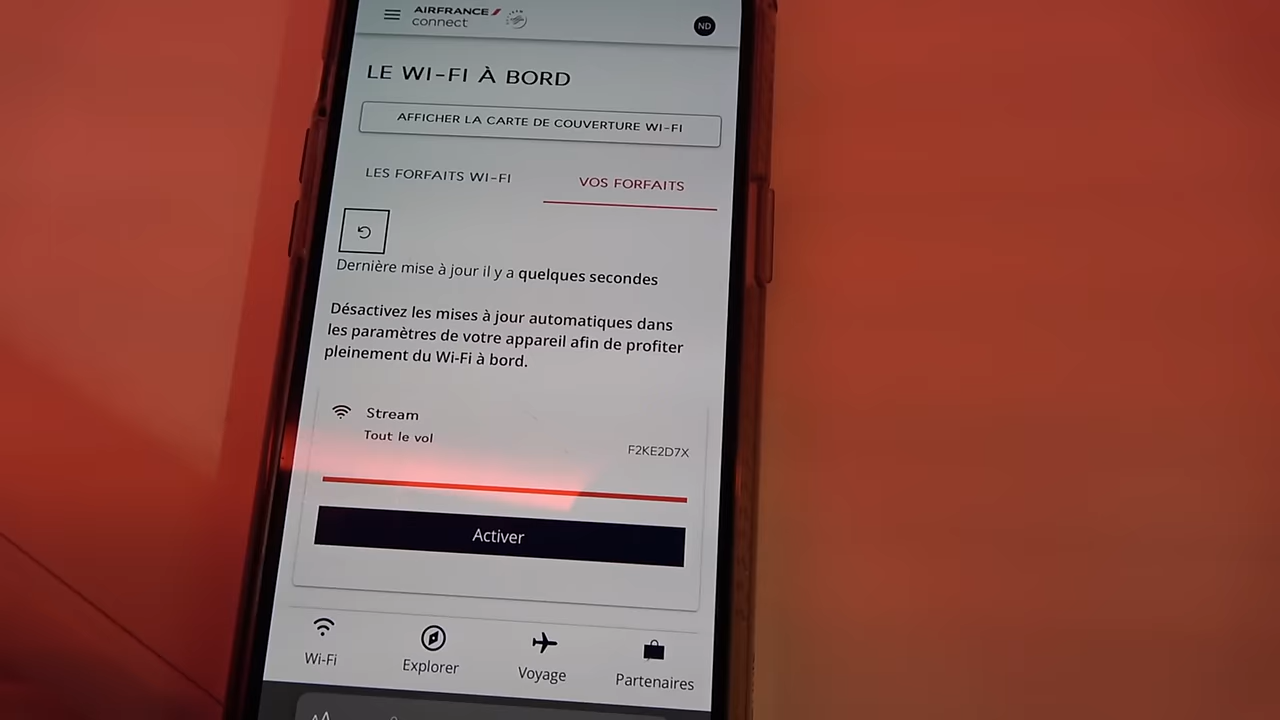 AIRFRANCE
connect
ND
LE WI-FI À BORD
AFFICHER LA CARTE DE COUVERTURE WI-FI
LES FORFAITS WI-FI
VOS FORFAITS
Dernière mise à jour il y a quelques secondes
Désactivez les mises à jour automatiques dans
les paramètres de votre appareil afin de profiter
pleinement du Wi-Fi à bord.
Stream
Tout le vol
F2KE2D7X
Activer
Wi-Fi
Explorer
Voyage
Partenaires